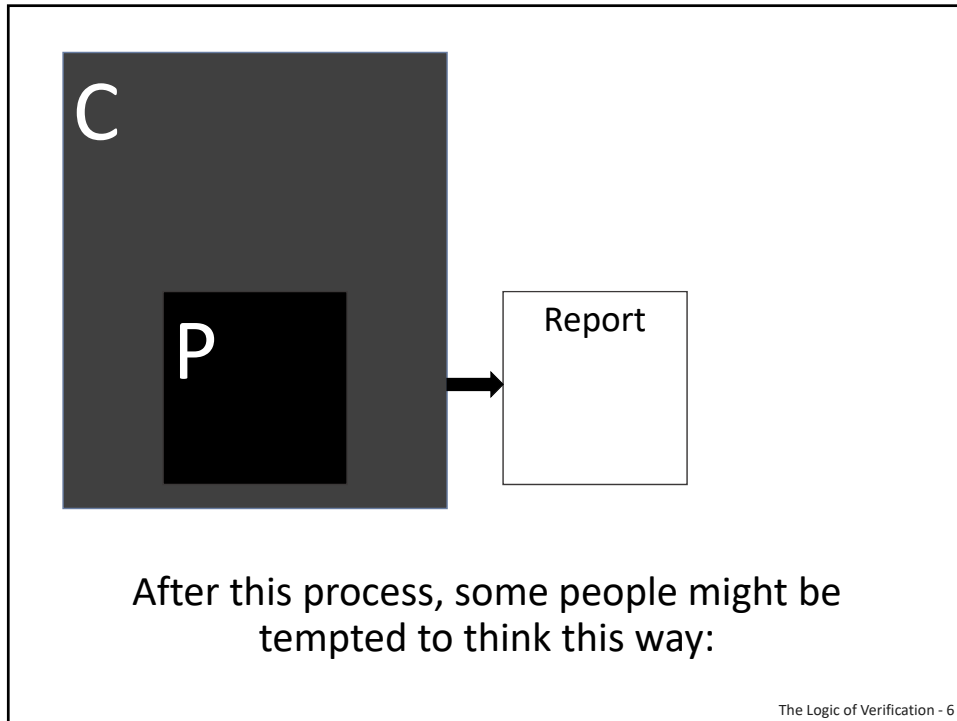 C
P
Report
After this process, some people might be
tempted to think this way:
The Logic of Verification - 6